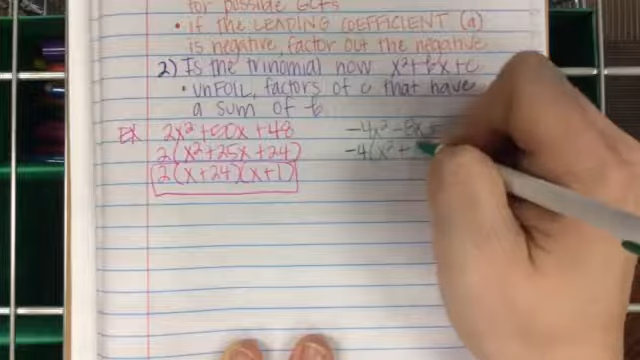 for possible GCFs
• if the LEADING COEFFICIENT (a)
is negative, factor out the negative
2) Is the trinomial now x²+bx+c
• unFOIL, factors of c that have
a sum of b
EX 2x²+50x+48
2(x²+25x+24)
2(x+24)(x+1)
-4x²-8x
-4(x²+